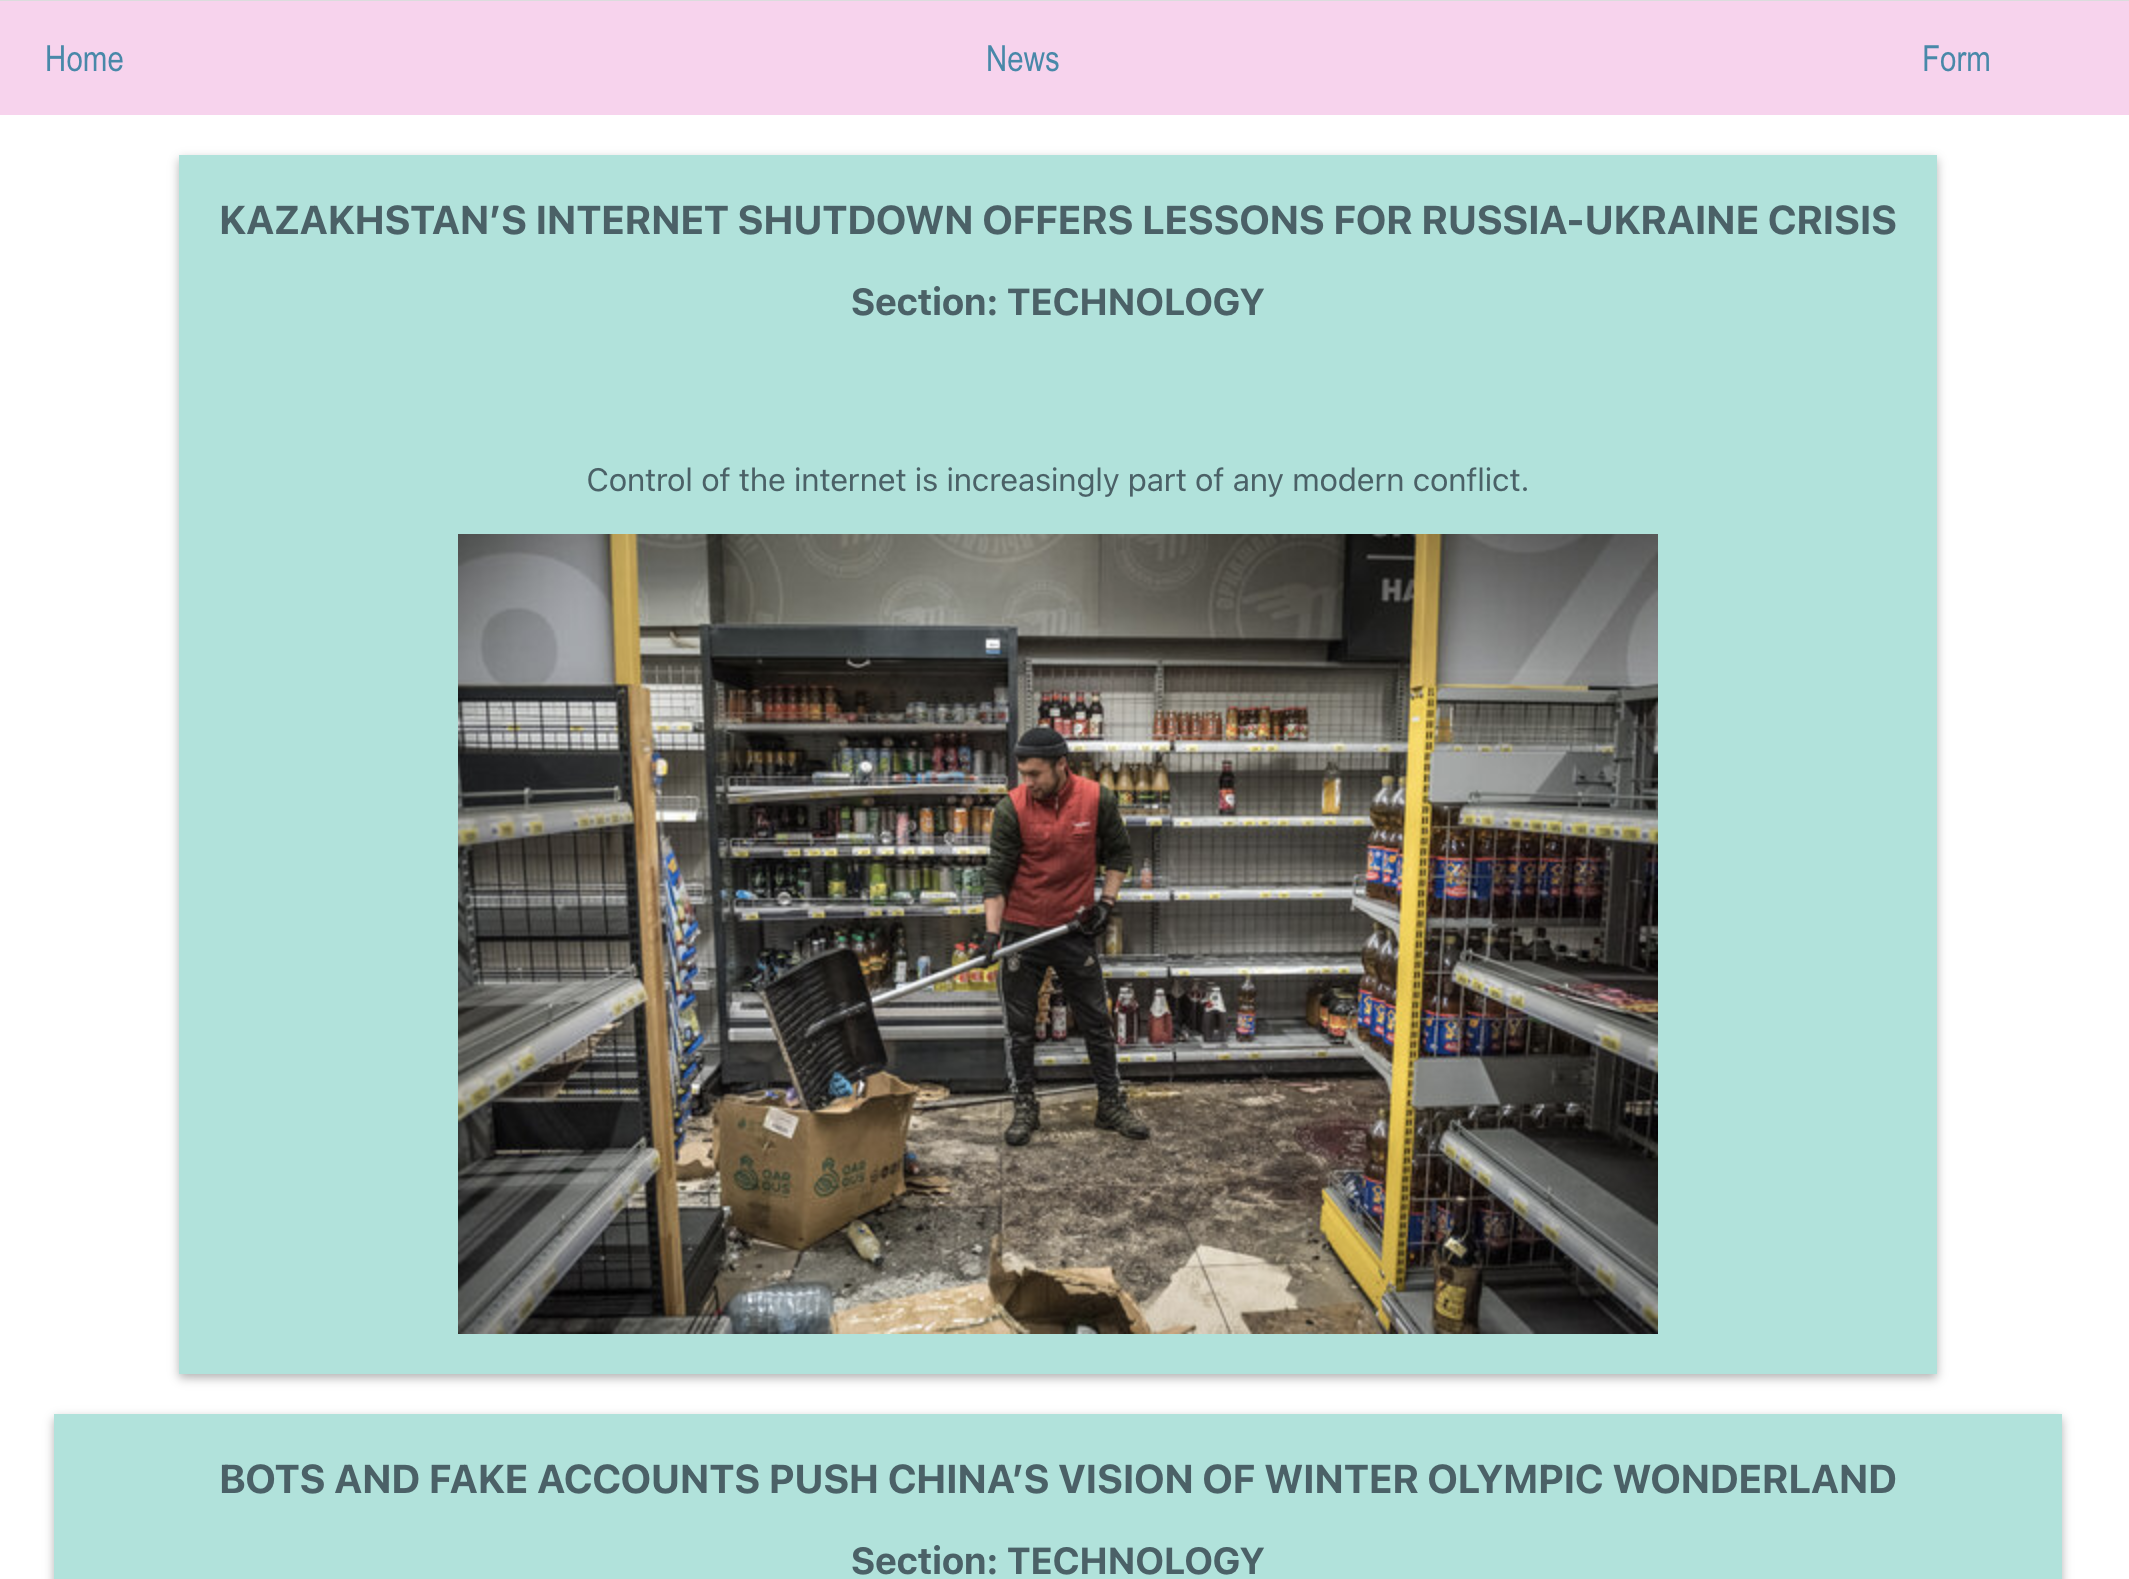 Home
News
Form
KAZAKHSTAN’S INTERNET SHUTDOWN OFFERS LESSONS FOR RUSSIA-UKRAINE CRISIS
Section: TECHNOLOGY
Control of the internet is increasingly part of any modern conflict.
HA
QAR
QAR
BOTS AND FAKE ACCOUNTS PUSH CHINA’S VISION OF WINTER OLYMPIC WONDERLAND
Section: TECHNOLOGY